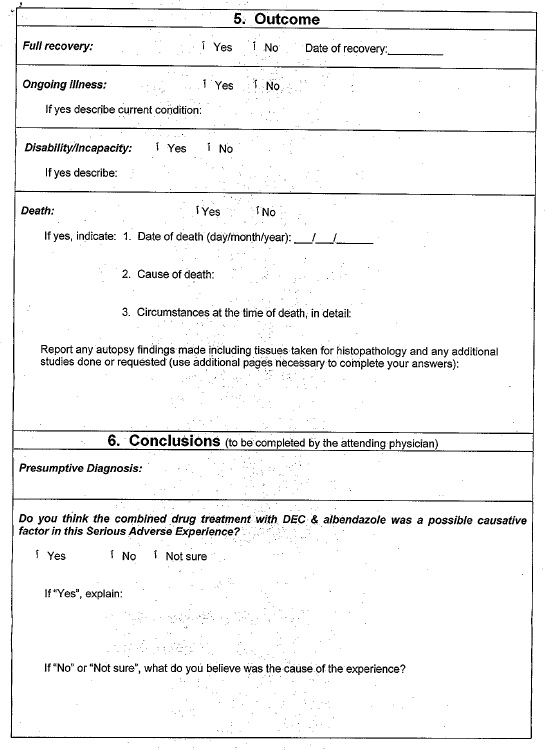 5. Outcome
Full recovery: Yes No Date of recovery:_________
Ongoing Illness: Yes No
If yes describe current condition:
Disability/Incapacity: Yes No
If yes describe:
Death: Yes No
If yes, indicate: 1. Date of death (day/month/year): ___/___/______
2. Cause of death:
3. Circumstances at the time of death, in detail:
Report any autopsy findings made including tissues taken for histopathology and any additional
studies done or requested (use additional pages necessary to complete your answers):
6. Conclusions (to be completed by the attending physician)
Presumptive Diagnosis:
Do you think the combined drug treatment with DEC & albendazole was a possible causative
factor in this Serious Adverse Experience?
Yes No Not sure
If "Yes", explain:
If "No" or "Not sure", what do you believe was the cause of the experience?